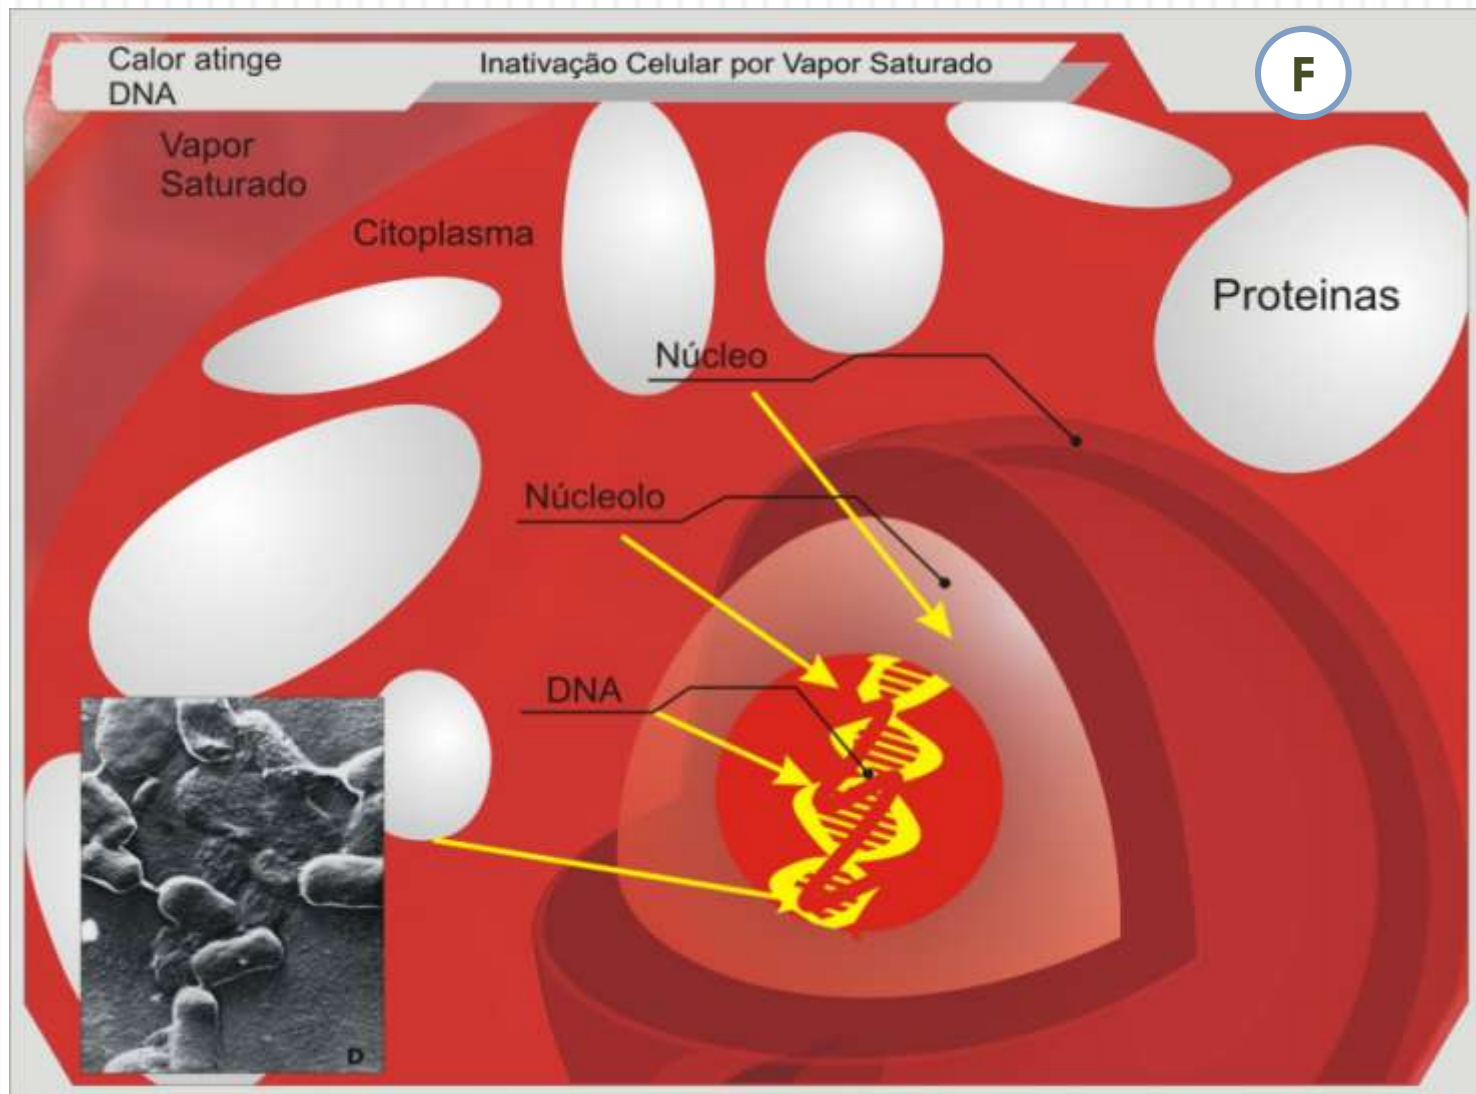 Calor atinge
DNA
Inativação Celular por Vapor Saturado
F
Vapor
Saturado
Citoplasma
Proteinas
Núcleo
Núcleolo
DNA
D